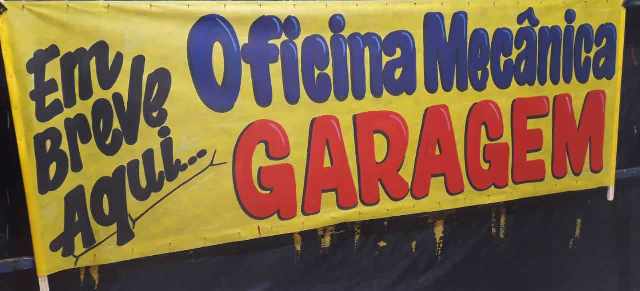 Em
Breve
Aqui...
Oficina Mecânica
GARAGEM